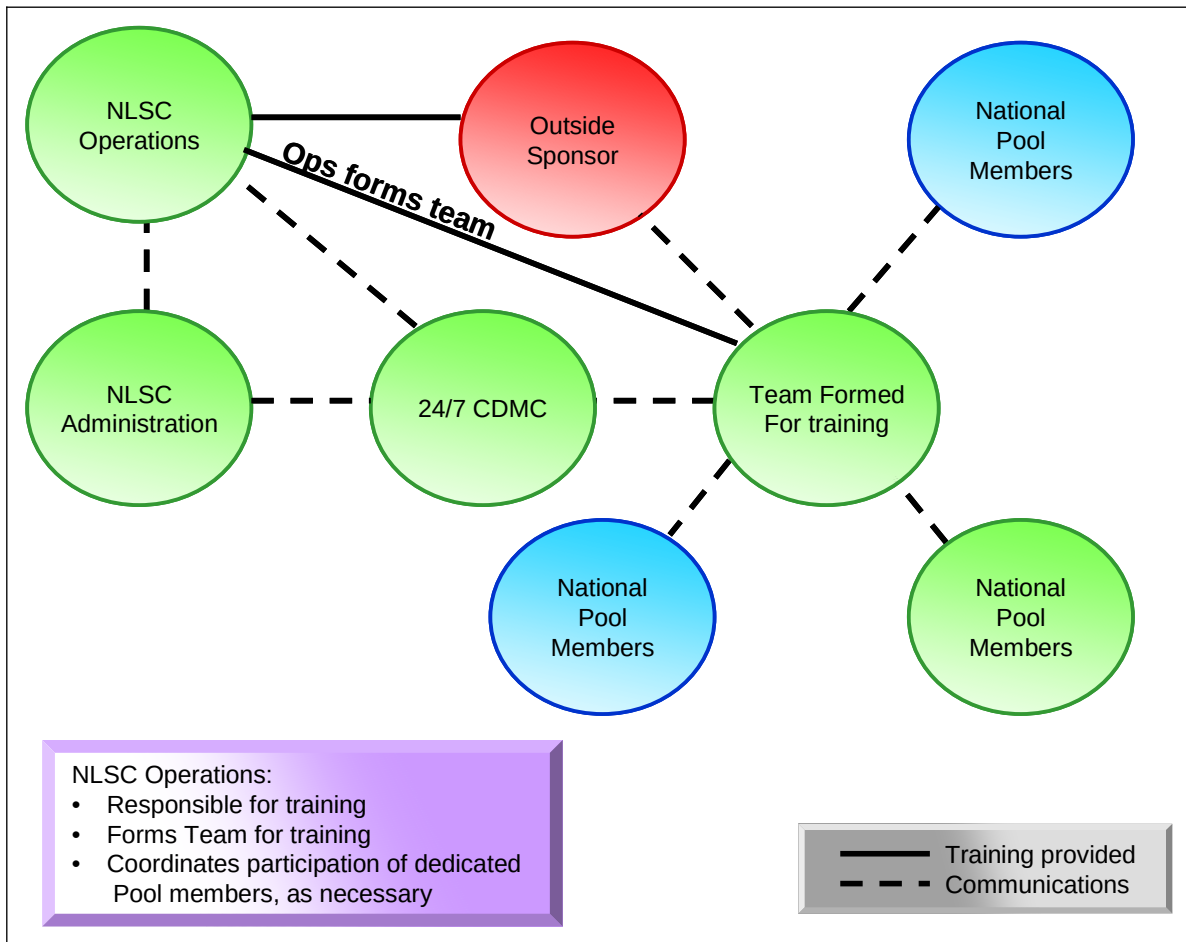 NLSC
Operations
Outside
Sponsor
National
Pool
Members
Ops forms team
NLSC
Administration
24/7 CDMC
Team Formed
For training
National
Pool
Members
National
Pool
Members
NLSC Operations:
• Responsible for training
• Forms Team for training
• Coordinates participation of dedicated
Pool members, as necessary
Training provided
Communications